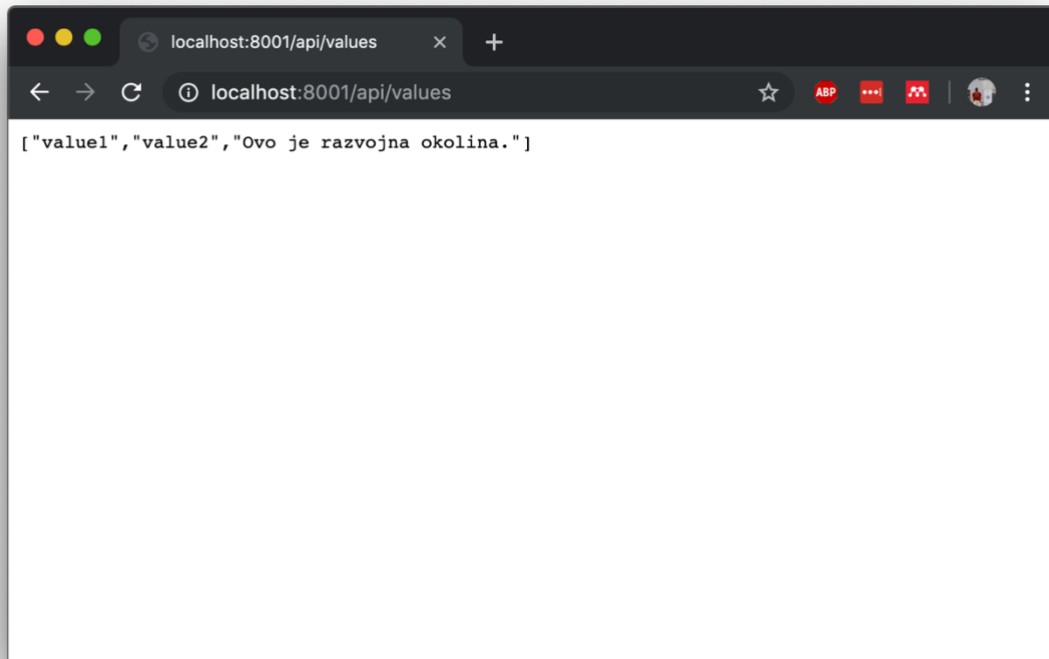 localhost:8001/api/values
localhost:8001/api/values
ABP
["value1","value2","Ovo je razvojna okolina."]